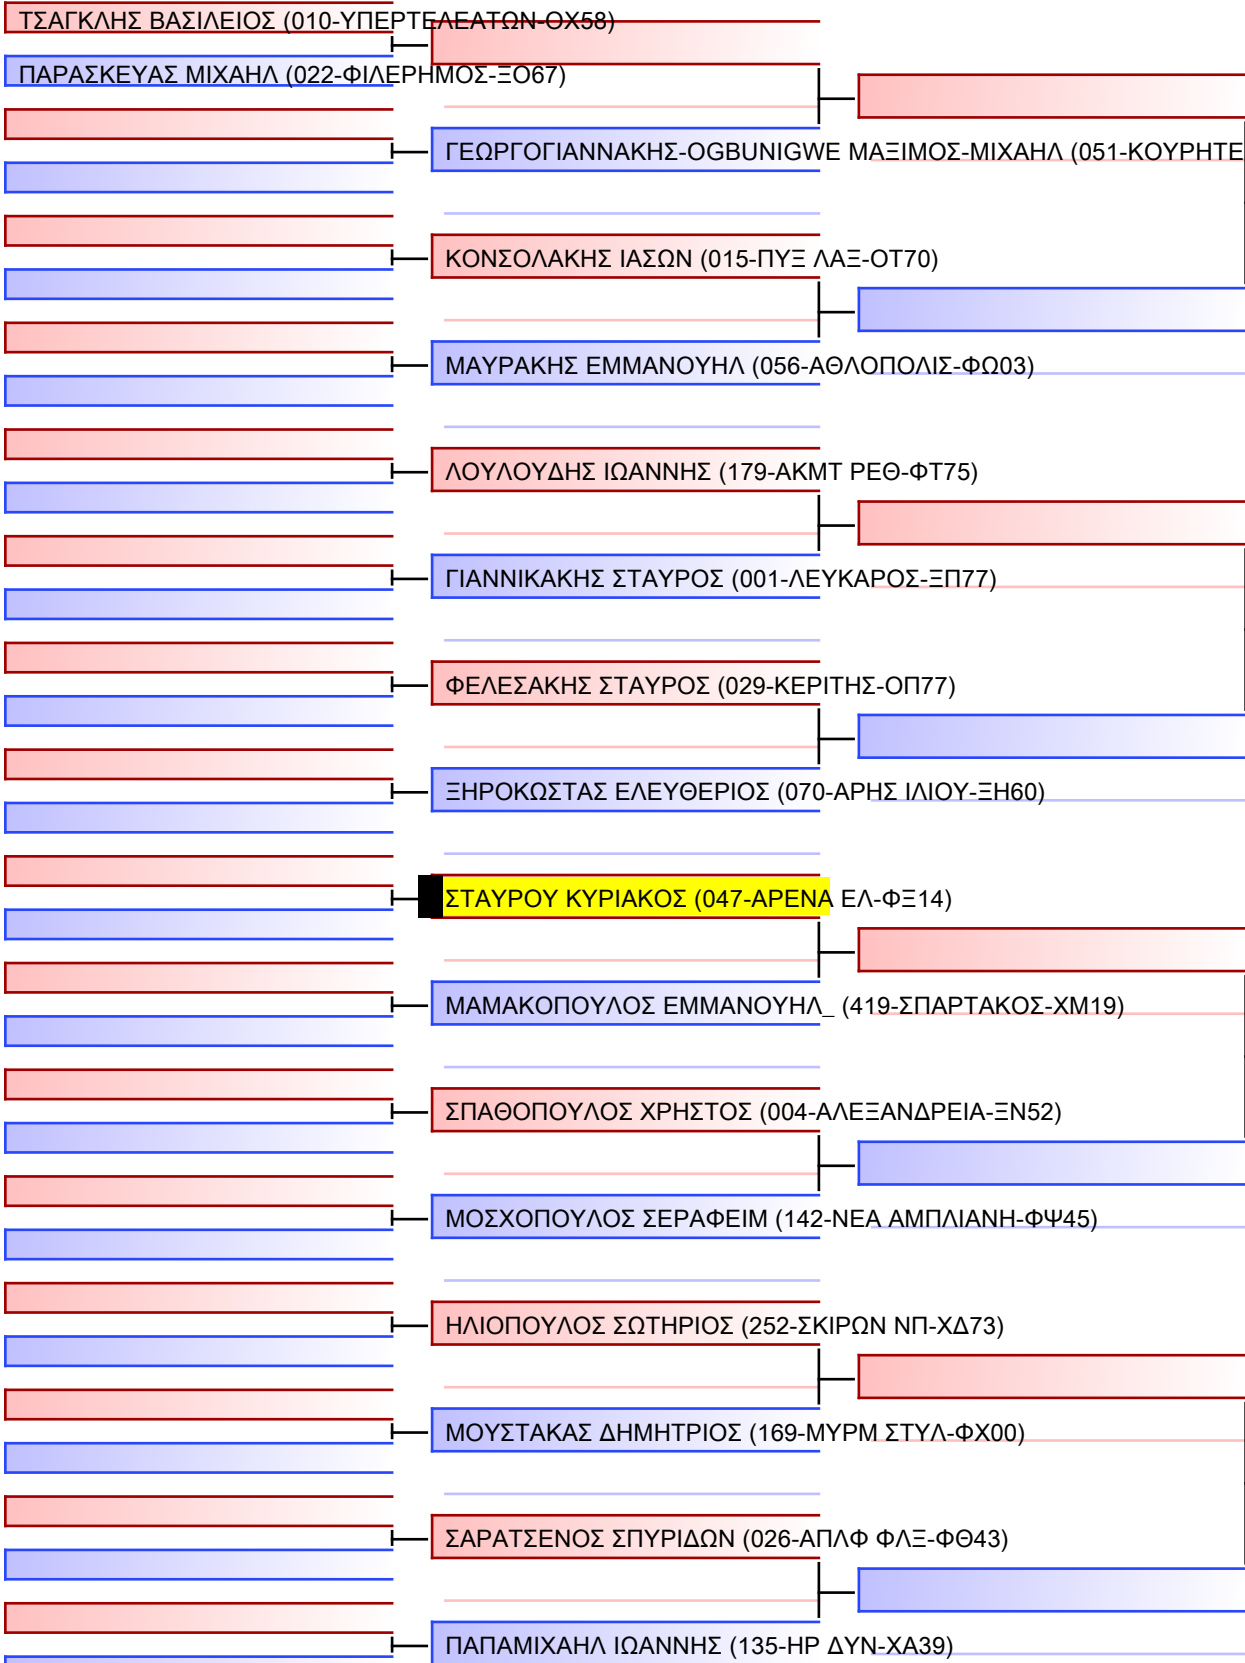 ΤΣΑΓΚΛΗΣ ΒΑΣΙΛΕΙΟΣ (010-ΥΠΕΡΤΕΛΕΑΤΩΝ-ΟΧ58)
ΠΑΡΑΣΚΕΥΑΣ ΜΙΧΑΗΛ (022-ΦΙΛΕΡΗΜΟΣ-ΞΟ67)
ΓΕΩΡΓΟΓΙΑΝΝΑΚΗΣ-OGBUNIGWE ΜΑΞΙΜΟΣ-ΜΙΧΑΗΛ (051-ΚΟΥΡΗΤΕ
ΚΟΝΣΟΛΑΚΗΣ ΙΑΣΩΝ (015-ΠΥΞ ΛΑΞ-ΟΤ70)
ΜΑΥΡΑΚΗΣ ΕΜΜΑΝΟΥΗΛ (056-ΑΘΛΟΠΟΛΙΣ-ΦΩ03)
ΛΟΥΛΟΥΔΗΣ ΙΩΑΝΝΗΣ (179-ΑΚΜΤ ΡΕΘ-ΦΤ75)
ΓΙΑΝΝΙΚΑΚΗΣ ΣΤΑΥΡΟΣ (001-ΛΕΥΚΑΡΟΣ-ΞΠ77)
ΦΕΛΕΣΑΚΗΣ ΣΤΑΥΡΟΣ (029-ΚΕΡΙΤΗΣ-ΟΠ77)
ΞΗΡΟΚΩΣΤΑΣ ΕΛΕΥΘΕΡΙΟΣ (070-ΑΡΗΣ ΙΛΙΟΥ-ΞΗ60)
ΣΤΑΥΡΟΥ ΚΥΡΙΑΚΟΣ (047-ΑΡΕΝΑ ΕΛ-ΦΞ14)
ΜΑΜΑΚΟΠΟΥΛΟΣ ΕΜΜΑΝΟΥΗΛ_ (419-ΣΠΑΡΤΑΚΟΣ-ΧΜ19)
ΣΠΑΘΟΠΟΥΛΟΣ ΧΡΗΣΤΟΣ (004-ΑΛΕΞΑΝΔΡΕΙΑ-ΞΝ52)
ΜΟΣΧΟΠΟΥΛΟΣ ΣΕΡΑΦΕΙΜ (142-ΝΕΑ ΑΜΠΛΙΑΝΗ-ΦΨ45)
ΗΛΙΟΠΟΥΛΟΣ ΣΩΤΗΡΙΟΣ (252-ΣΚΙΡΩΝ ΝΠ-ΧΔ73)
ΜΟΥΣΤΑΚΑΣ ΔΗΜΗΤΡΙΟΣ (169-ΜΥΡΜ ΣΤΥΛ-ΦΧ00)
ΣΑΡΑΤΣΕΝΟΣ ΣΠΥΡΙΔΩΝ (026-ΑΠΛΦ ΦΛΞ-ΦΘ43)
ΠΑΠΑΜΙΧΑΗΛ ΙΩΑΝΝΗΣ (135-ΗΡ ΔΥΝ-ΧΑ39)